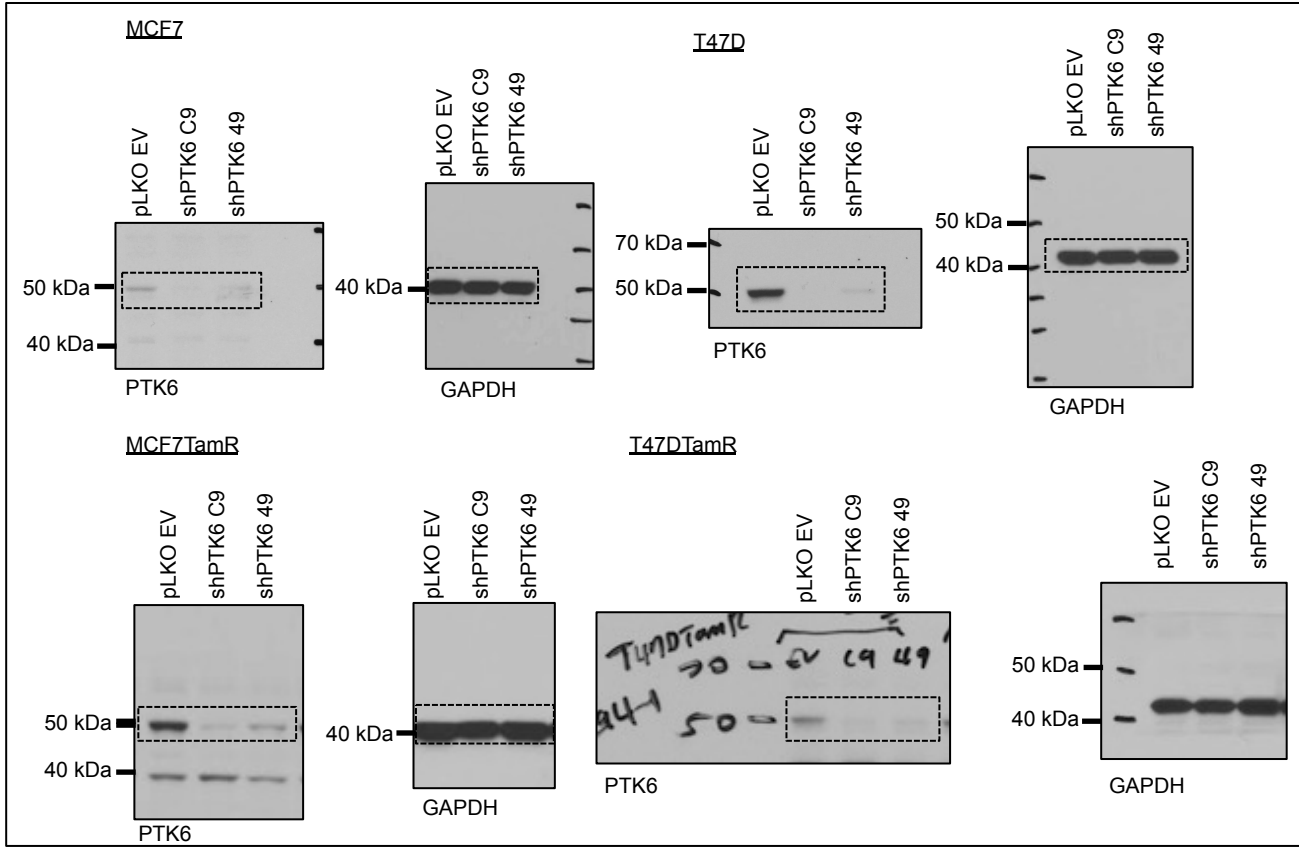 MCF7
pLKO EV
shPTK6 C9
shPTK6 49
50 kDa
40 kDa
PTK6
pLKO EV
shPTK6 C9
shPTK6 49
40 kDa
GAPDH
T47D
pLKO EV
shPTK6 C9
shPTK6 49
70 kDa
50 kDa
PTK6
pLKO EV
shPTK6 C9
shPTK6 49
50 kDa
40 kDa
GAPDH
MCF7TamR
pLKO EV
shPTK6 C9
shPTK6 49
50 kDa
40 kDa
PTK6
pLKO EV
shPTK6 C9
shPTK6 49
40 kDa
GAPDH
T47DTamR
pLKO EV
shPTK6 C9
shPTK6 49
T47DTamR
70 - EV C9 49
50 -
PTK6
pLKO EV
shPTK6 C9
shPTK6 49
50 kDa
40 kDa
GAPDH